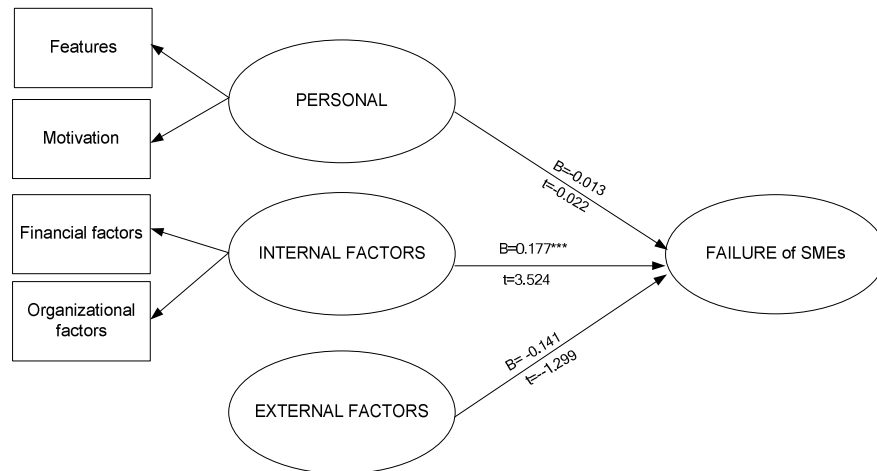 Features
Motivation
Financial factors
Organizational
factors
PERSONAL
INTERNAL FACTORS
EXTERNAL FACTORS
B=-0.013
t=-0.022
B=0.177***
t=3.524
B= -0.141
t=--1,299
FAILURE of SMEs